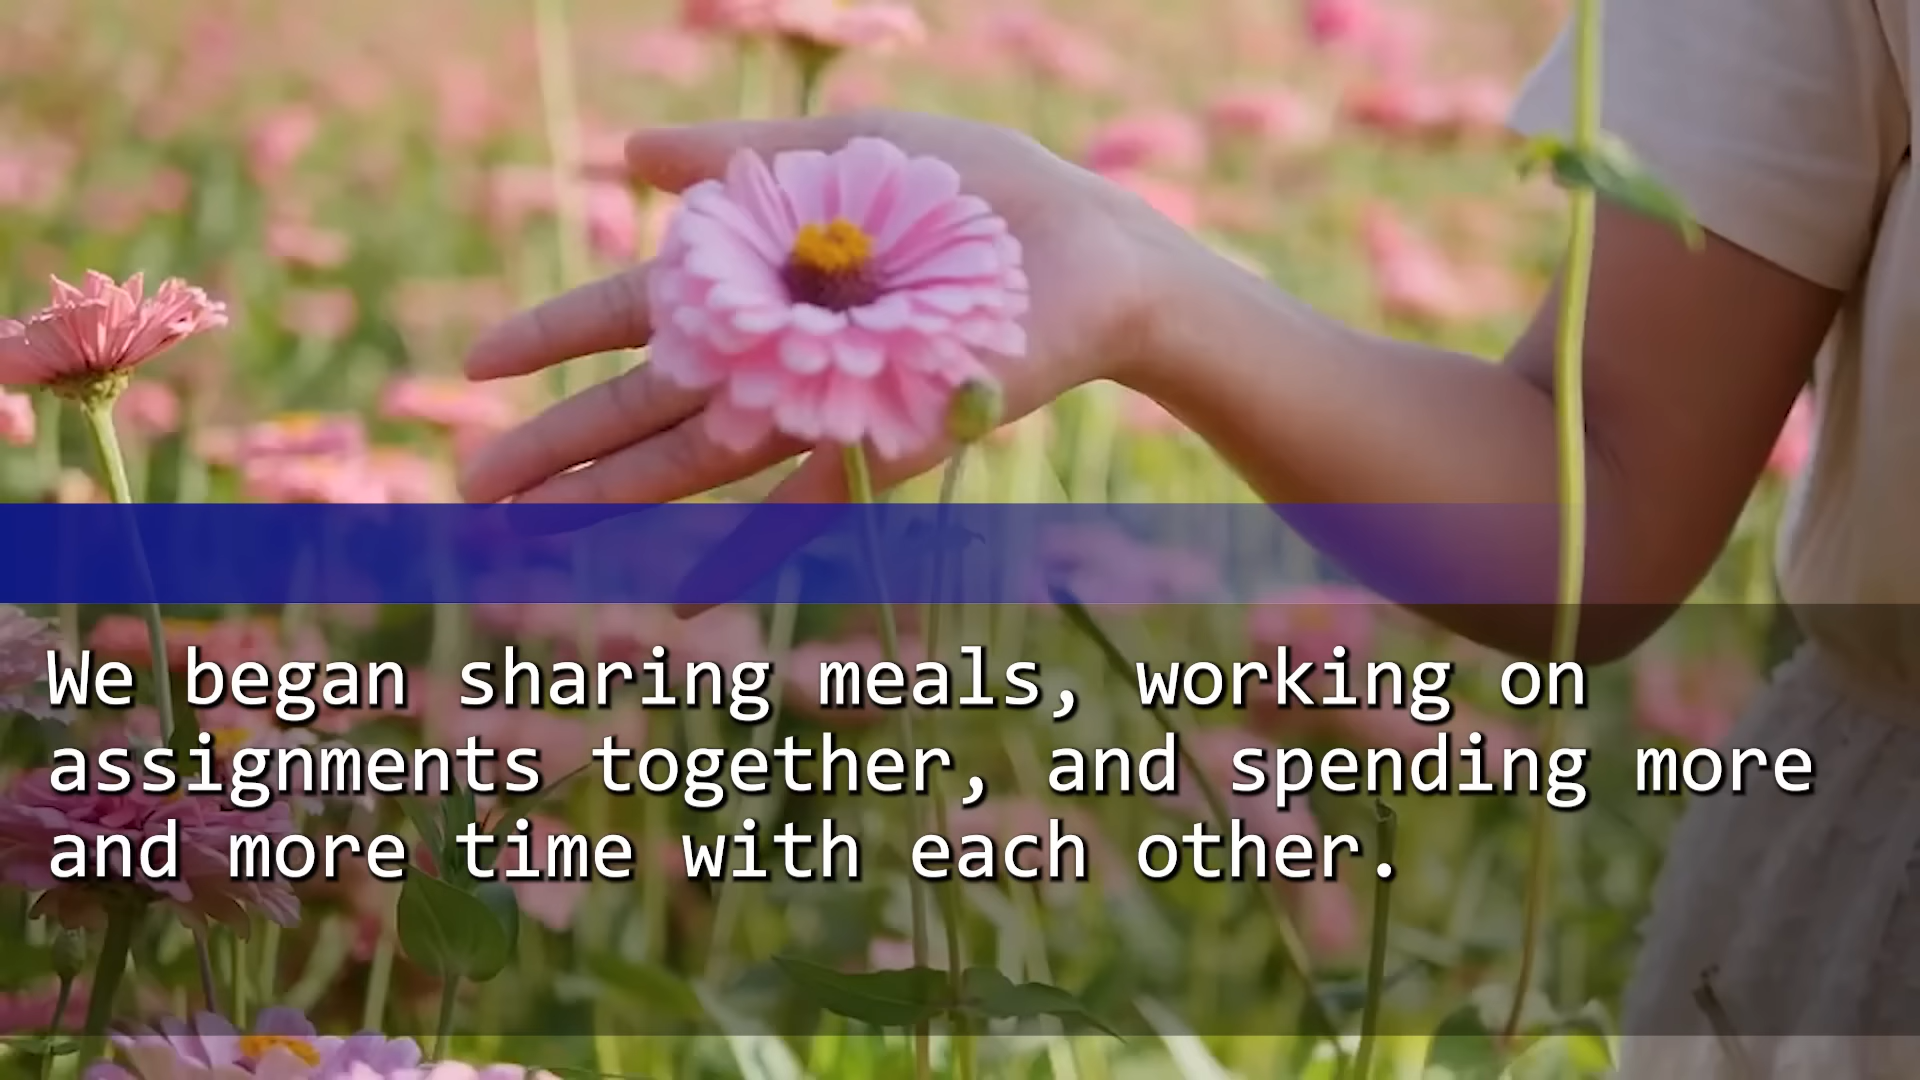 We began sharing meals, working on
assignments together, and spending more
and more time with each other.